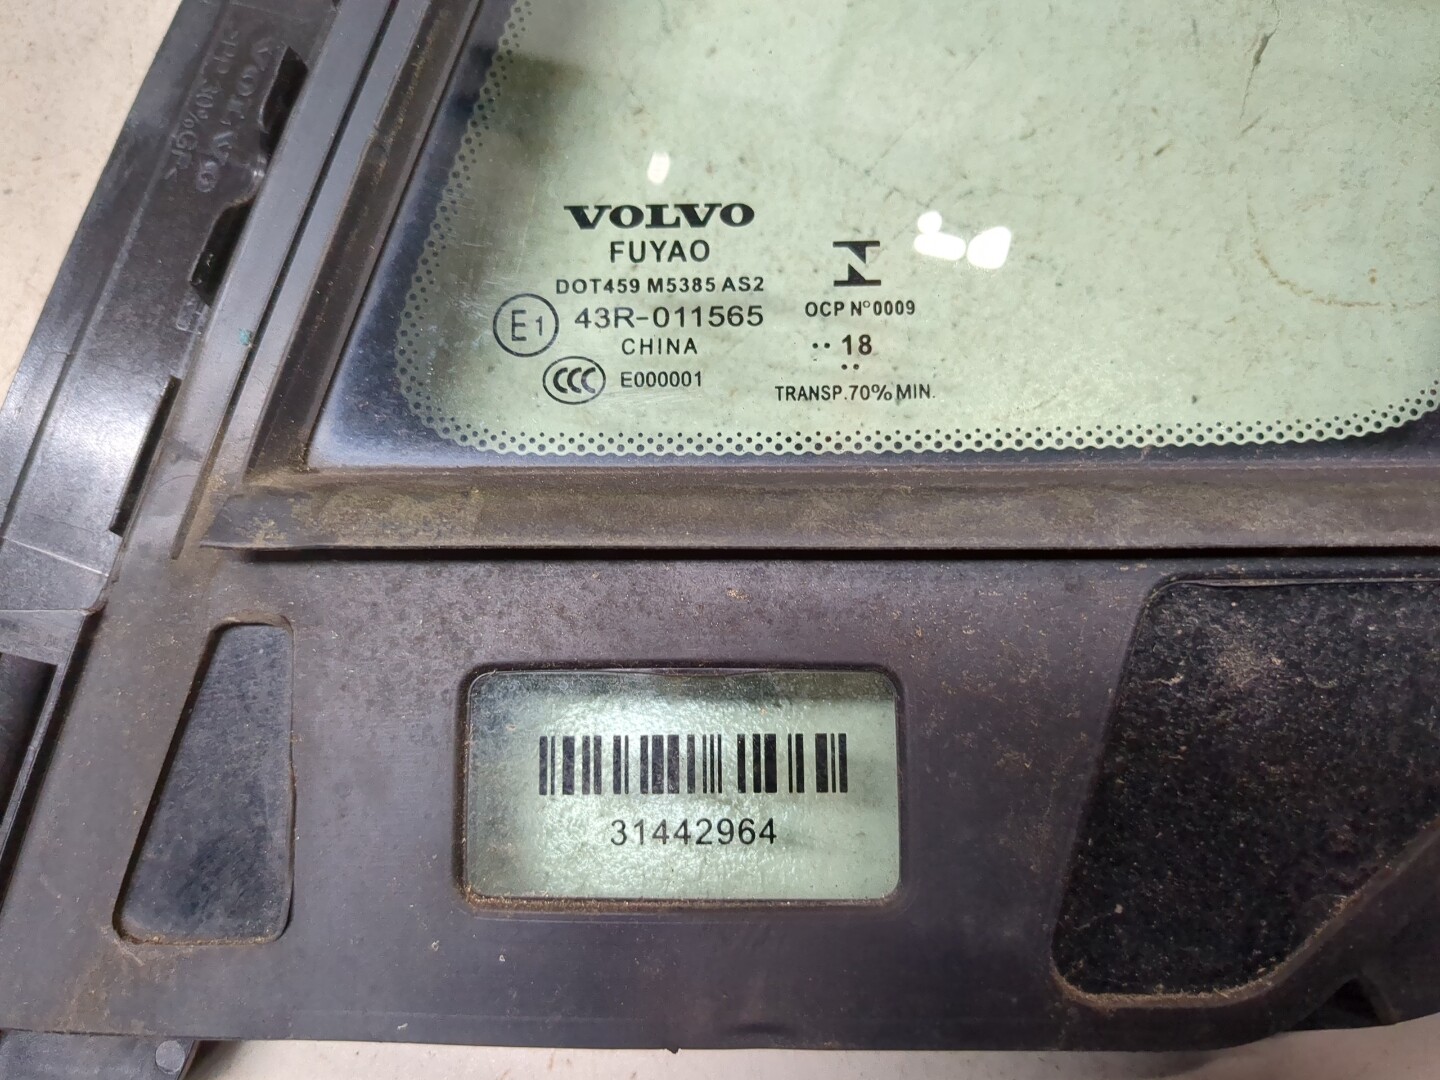 VOLVO
FUYAO
DOT459 M5385 AS2
E1 43R-011565
CHINA
CCC E000001
OCP N°0009
··18
··
TRANSP.70% MIN.
31442964